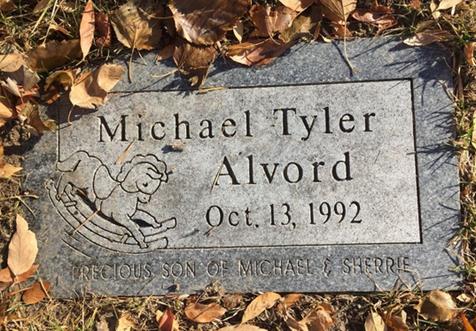 Michael Tyler
Alvord
Oct. 13, 1992
PRECIOUS SON OF MICHAEL & SHERRIE